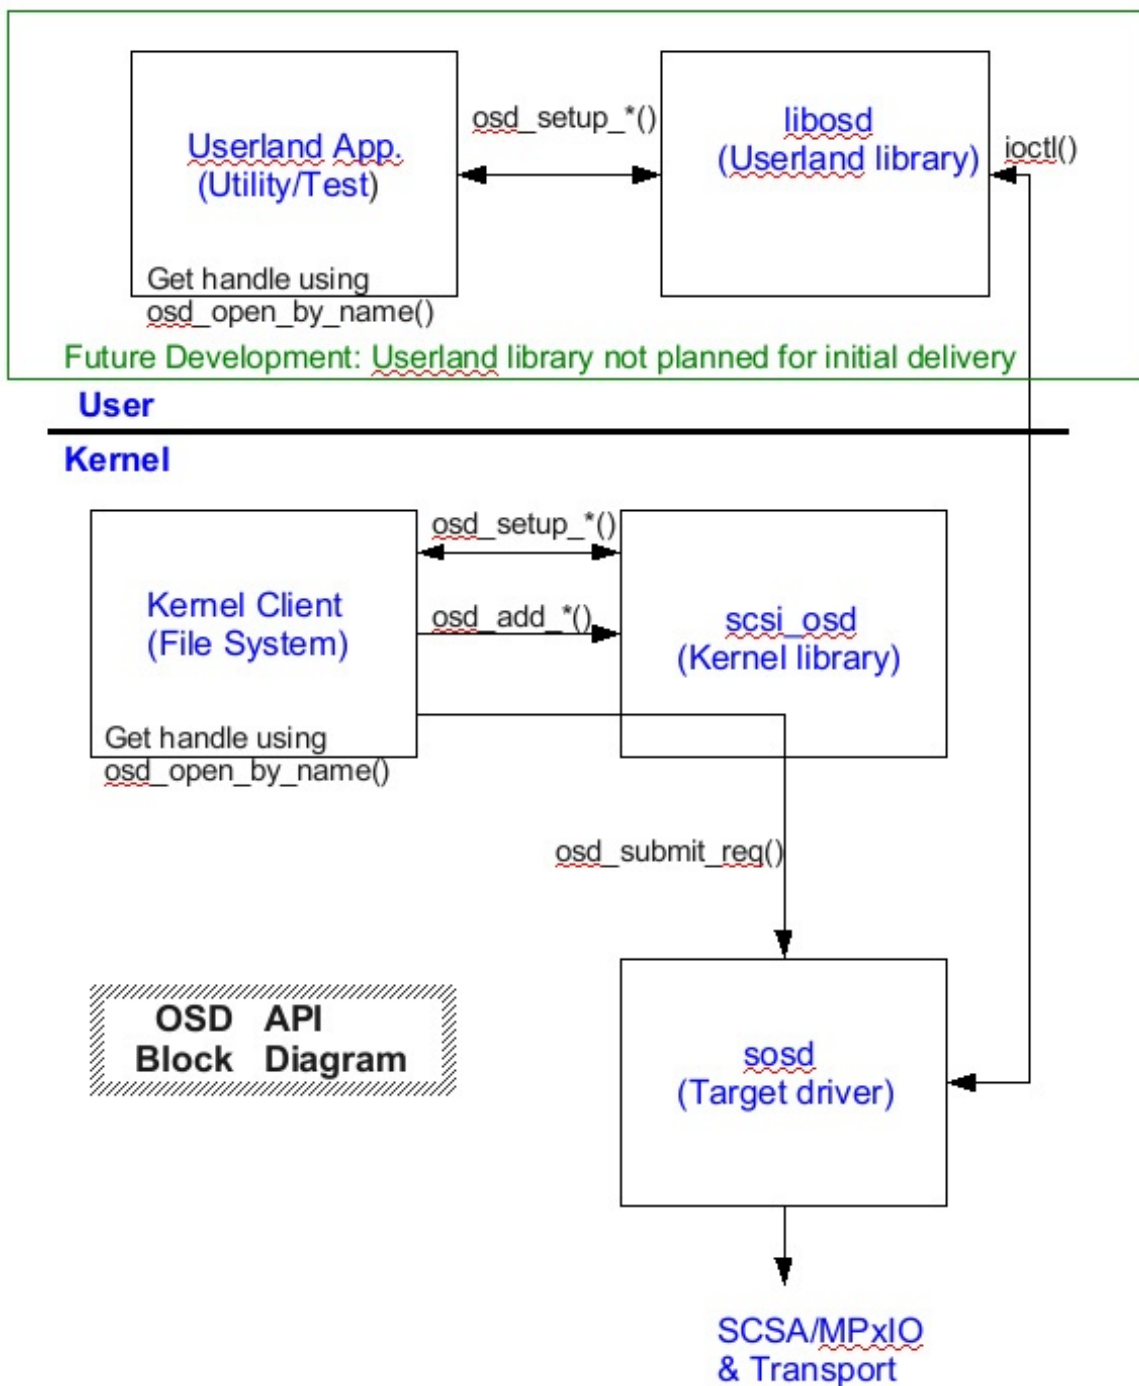 osd_setup_*()
libosd
(Userland library)
ioctl()
Userland App.
(Utility/Test)
Get handle using
osd_open_by_name()
Future Development: Userland library not planned for initial delivery
User
Kernel
osd_setup_*()
Kernel Client
(File System)
osd_add_*()
scsi_osd
(Kernel library)
Get handle using
osd_open_by_name()
osd_submit_req()
OSD API
Block Diagram
sosd
(Target driver)
SCSA/MPxIO
& Transport